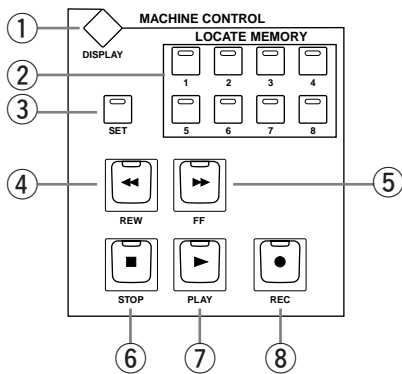 ① MACHINE CONTROL
LOCATE MEMORY
DISPLAY
② 1 2 3 4
③ SET 5 6 7 8
④ ⑤
REW FF
STOP PLAY REC
⑥ ⑦ ⑧